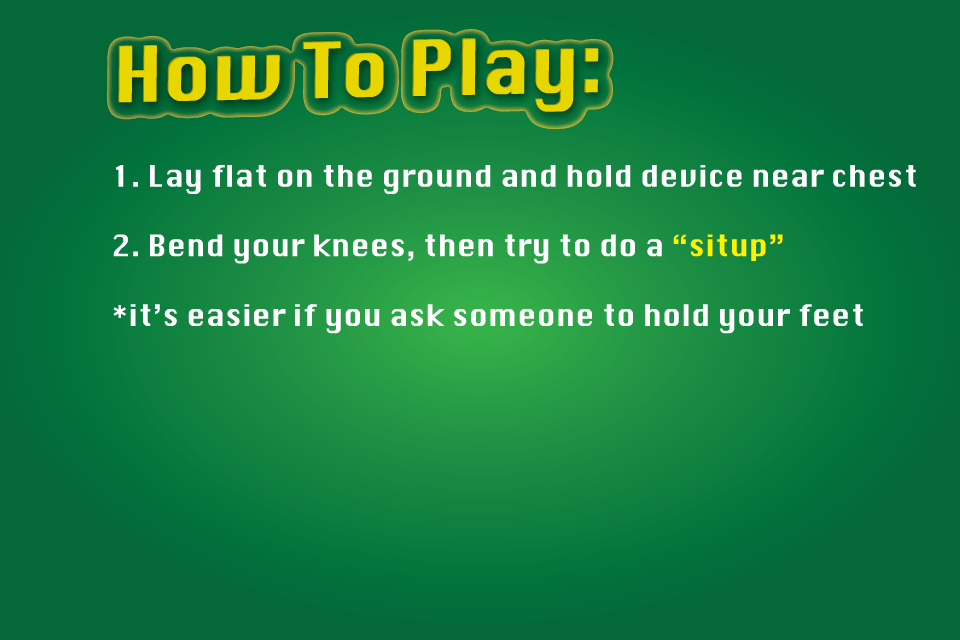 How To Play:
1. Lay flat on the ground and hold device near chest
2. Bend your knees, then try to do a “situp”
*it’s easier if you ask someone to hold your feet